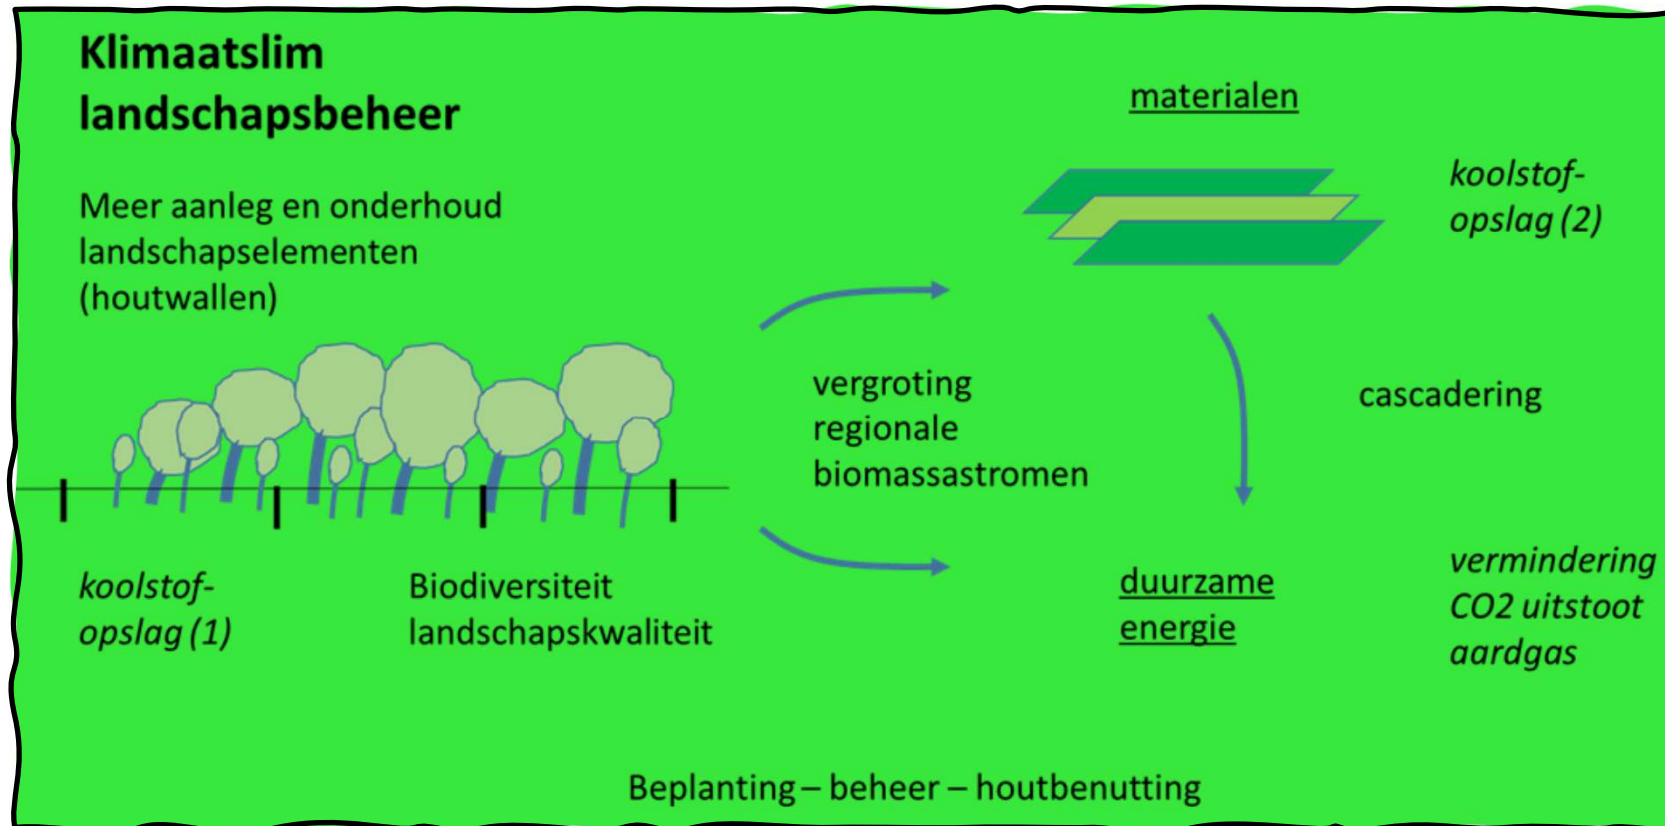 Klimaatslim
landschapsbeheer
Meer aanleg en onderhoud
landschapselementen
(houtwallen)
koolstof-
opslag (1)
Biodiversiteit
landschapskwaliteit
vergroting
regionale
biomassastromen
materialen
koolstof-
opslag (2)
cascadering
duurzame
energie
vermindering
CO2 uitstoot
aardgas
Beplanting – beheer – houtbenutting